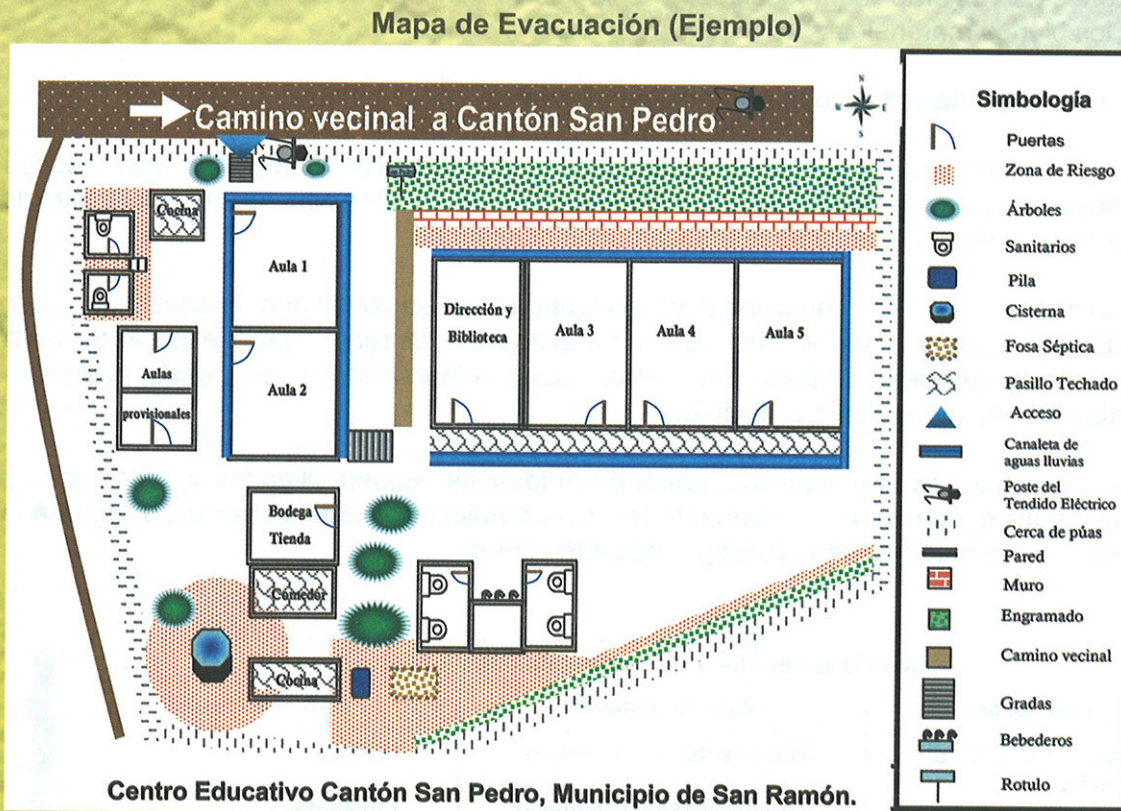 Mapa de Evacuación (Ejemplo)
Camino vecinal a Cantón San Pedro
N
Cocina
Aula 1
Aula 2
Aulas
provisionales
Dirección y
Biblioteca
Aula 3
Aula 4
Aula 5
Bodega
Tienda
Comedor
Cocina
Centro Educativo Cantón San Pedro, Municipio de San Ramón.
Simbología
Puertas
Zona de Riesgo
Árboles
Sanitarios
Pila
Cisterna
Fosa Séptica
Pasillo Techado
Acceso
Canaleta de
aguas lluvias
Poste del
Tendido Eléctrico
Cerca de púas
Pared
Muro
Engramado
Camino vecinal
Gradas
Bebederos
Rotulo